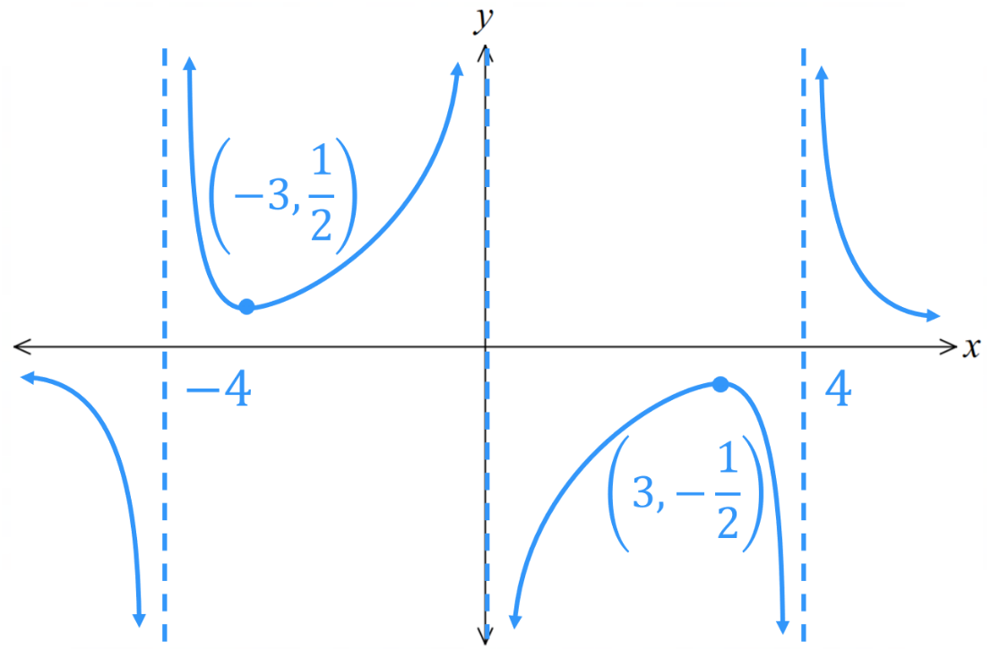 y
(−3, 1/2)
x
−4
4
(3, −1/2)